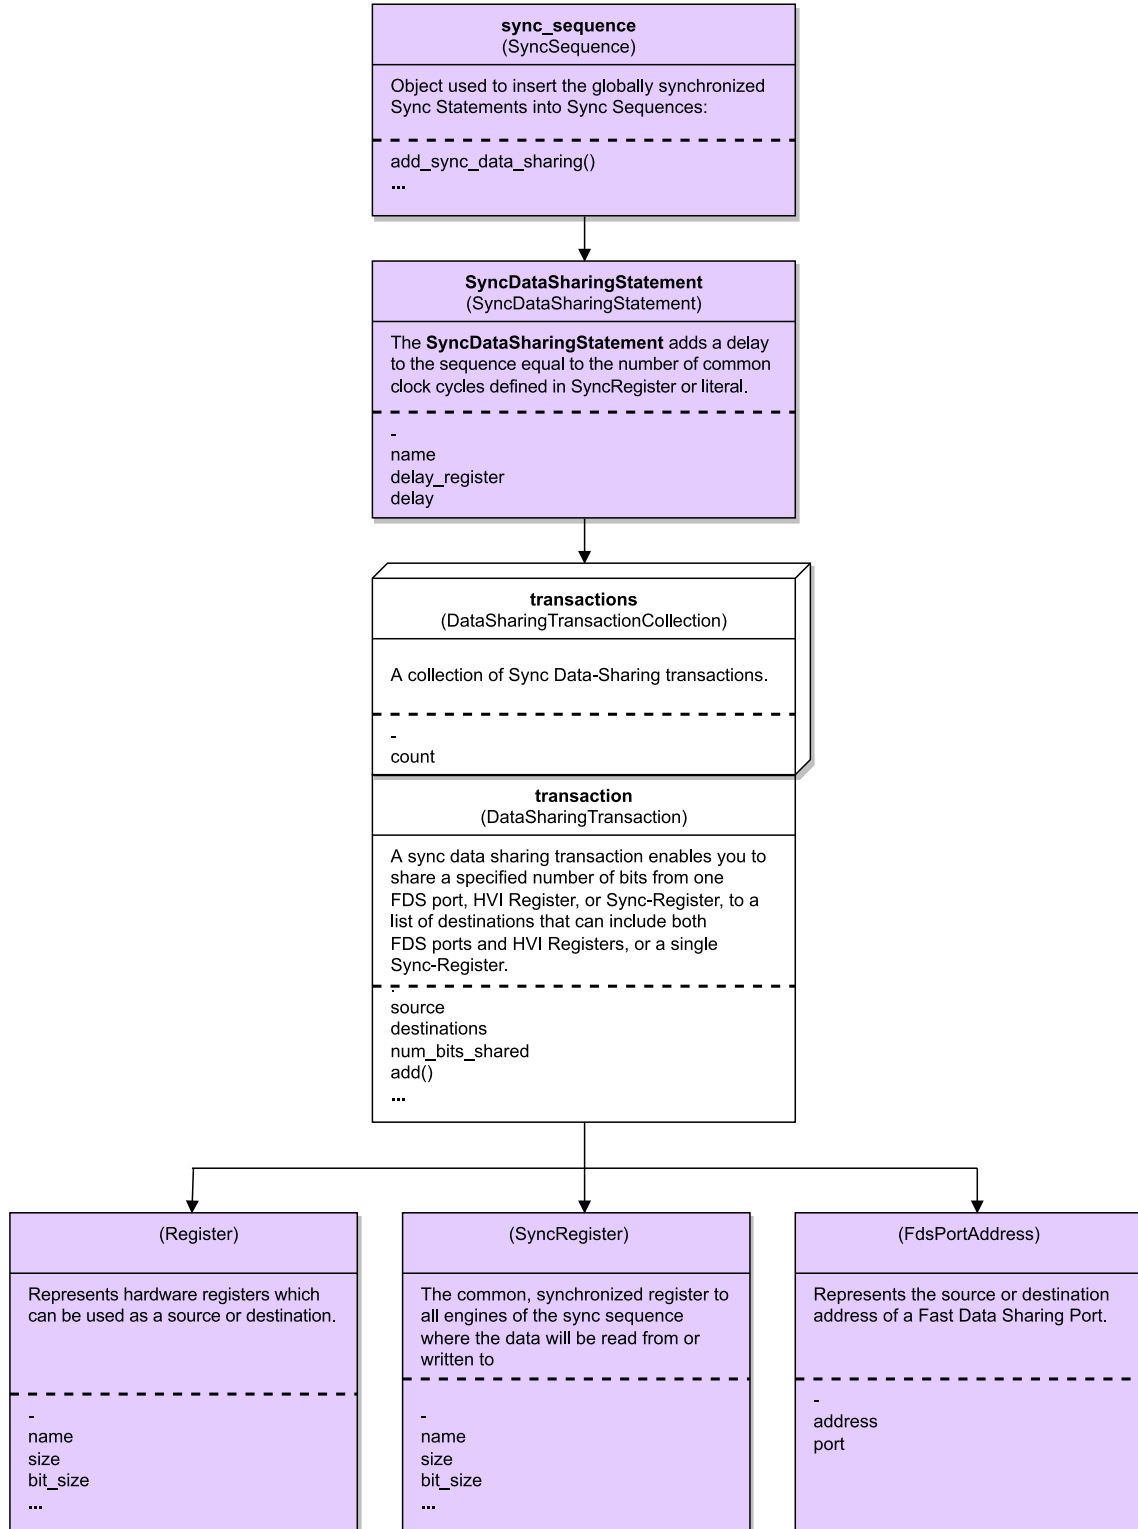 sync_sequence
(SyncSequence)
Object used to insert the globally synchronized
Sync Statements into Sync Sequences:
add_sync_data_sharing()
...
SyncDataSharingStatement
(SyncDataSharingStatement)
The SyncDataSharingStatement adds a delay
to the sequence equal to the number of common
clock cycles defined in SyncRegister or literal.
-
name
delay_register
delay
transactions
(DataSharingTransactionCollection)
A collection of Sync Data-Sharing transactions.
-
count
transaction
(DataSharingTransaction)
A sync data sharing transaction enables you to
share a specified number of bits from one
FDS port, HVI Register, or Sync-Register, to a
list of destinations that can include both
FDS ports and HVI Registers, or a single
Sync-Register.
.
source
destinations
num_bits_shared
add()
...
(Register)
Represents hardware registers which
can be used as a source or destination.
-
name
size
bit_size
...
(SyncRegister)
The common, synchronized register to
all engines of the sync sequence
where the data will be read from or
written to
-
name
size
bit_size
...
(FdsPortAddress)
Represents the source or destination
address of a Fast Data Sharing Port.
-
address
port